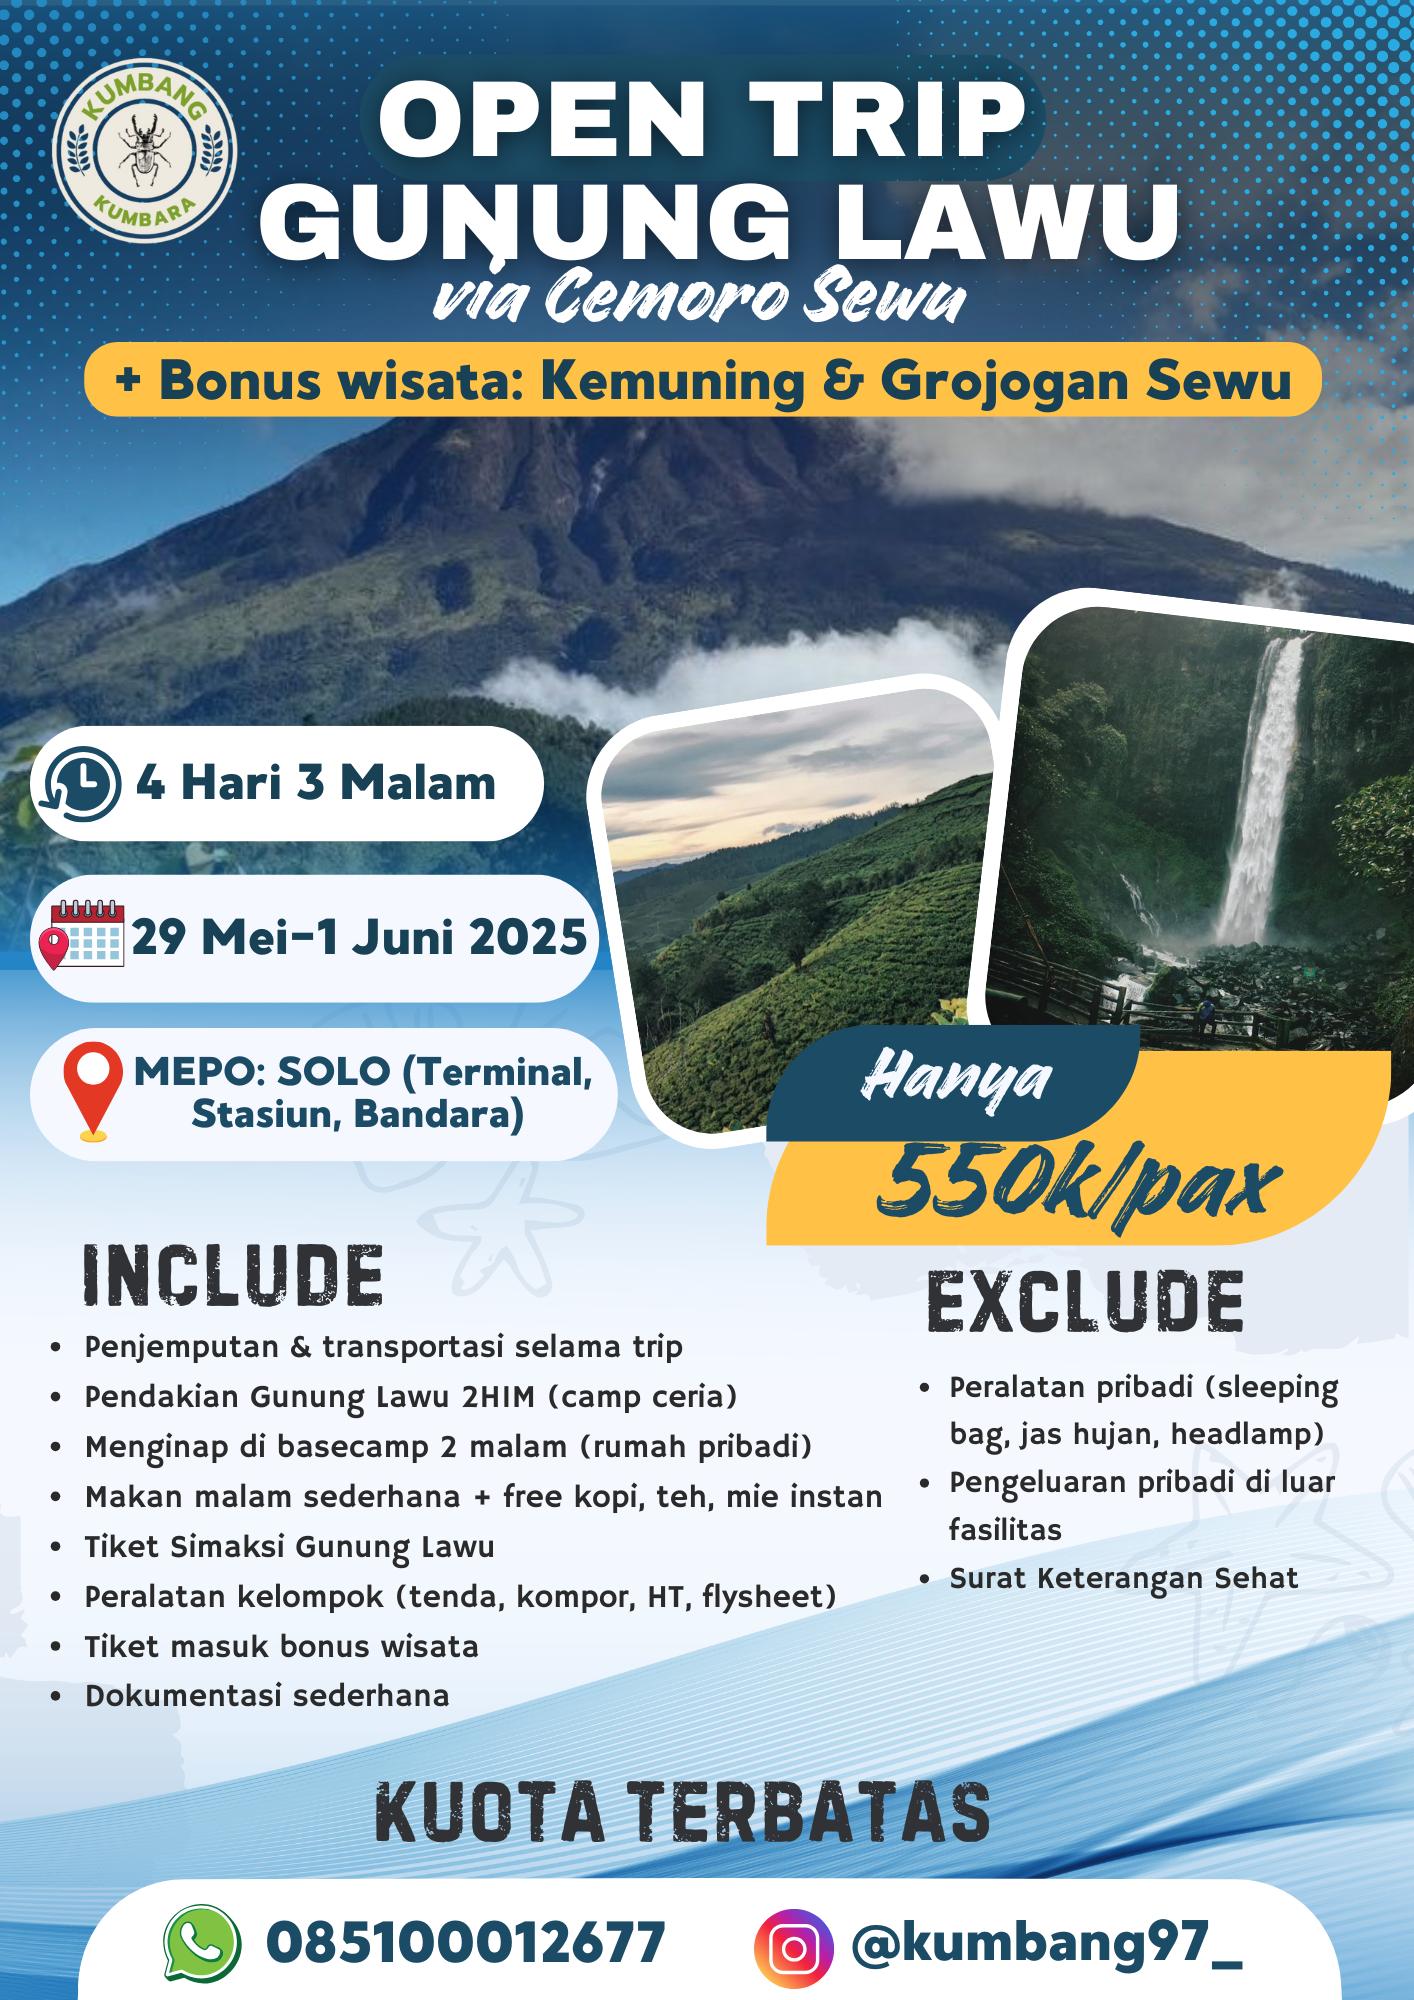 KUMBANG
KUMBARA
OPEN TRIP
GUNUNG LAWU
via Cemoro Sewu
+ Bonus wisata: Kemuning & Grojogan Sewu
4 Hari 3 Malam
29 Mei-1 Juni 2025
MEPO: SOLO (Terminal,
Stasiun, Bandara)
Hanya
550k/pax
INCLUDE
• Penjemputan & transportasi selama trip
• Pendakian Gunung Lawu 2H1M (camp ceria)
• Menginap di basecamp 2 malam (rumah pribadi)
• Makan malam sederhana + free kopi, teh, mie instan
• Tiket Simaksi Gunung Lawu
• Peralatan kelompok (tenda, kompor, HT, flysheet)
• Tiket masuk bonus wisata
• Dokumentasi sederhana
EXCLUDE
• Peralatan pribadi (sleeping
bag, jas hujan, headlamp)
• Pengeluaran pribadi di luar
fasilitas
• Surat Keterangan Sehat
KUOTA TERBATAS
085100012677
@kumbang97_